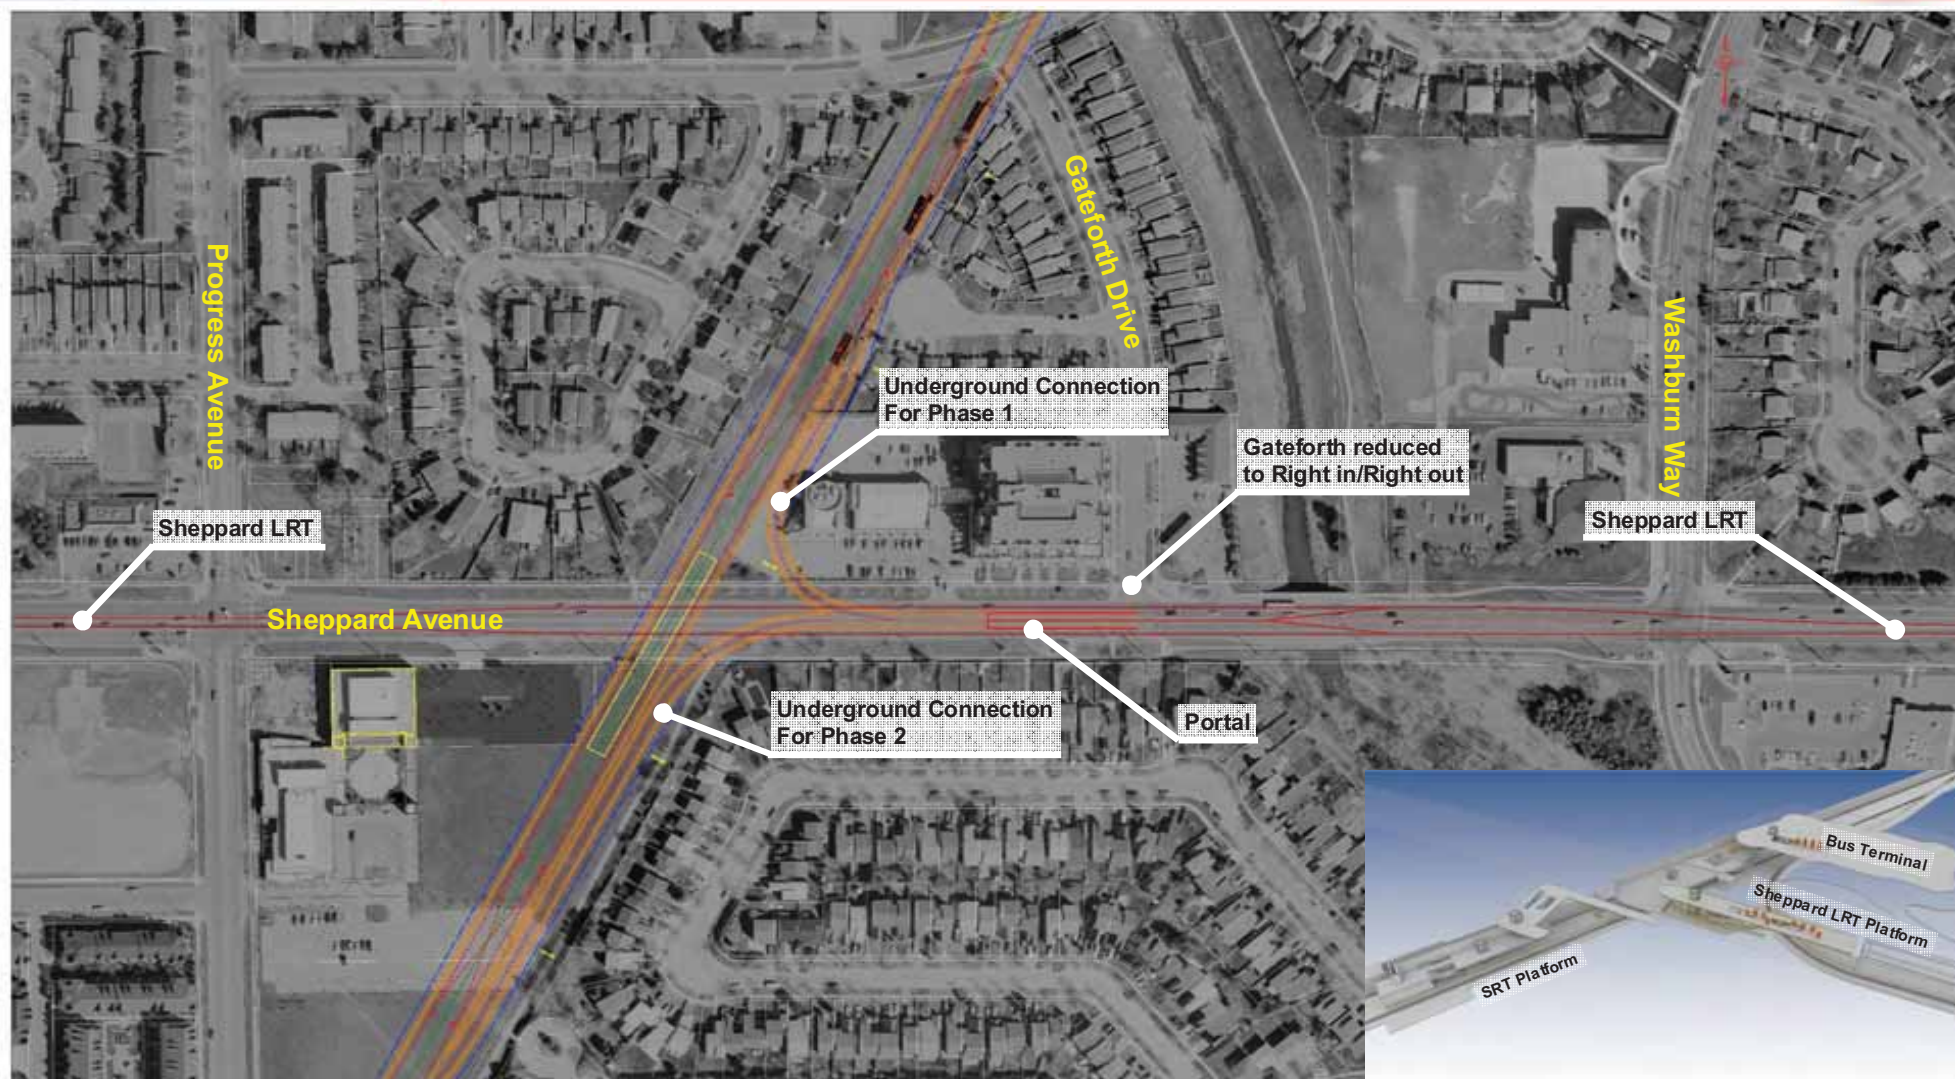 Gateforth Drive
Progress Avenue
Washburn Way
Underground Connection
For Phase 1
Gateforth reduced
to Right in/Right out
Sheppard LRT
Sheppard LRT
Sheppard Avenue
Underground Connection
For Phase 2
Portal
Bus Terminal
Sheppard LRT Platform
SRT Platform